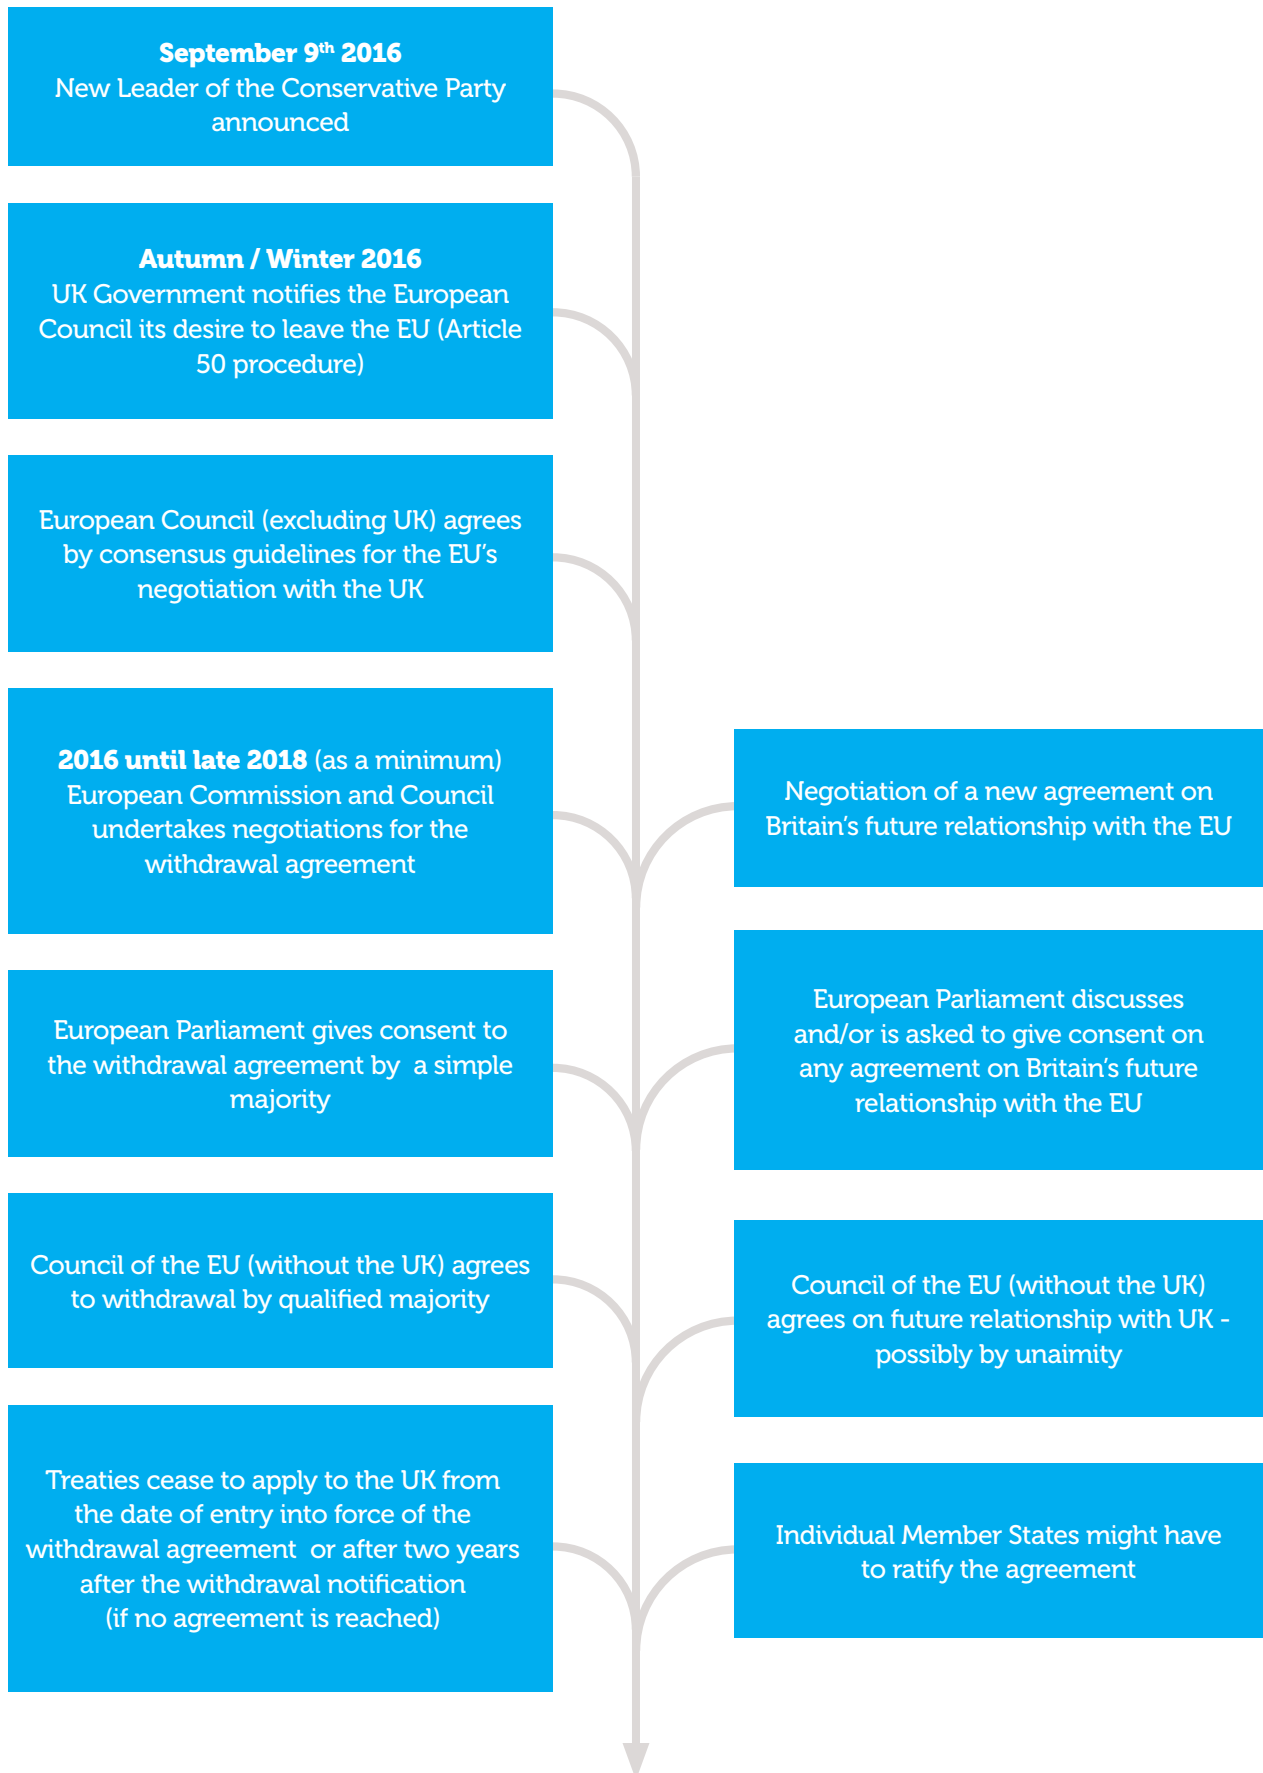 September 9th 2016
New Leader of the Conservative Party
announced
Autumn / Winter 2016
UK Government notifies the European
Council its desire to leave the EU (Article
50 procedure)
European Council (excluding UK) agrees
by consensus guidelines for the EU's
negotiation with the UK
2016 until late 2018 (as a minimum)
European Commission and Council
undertakes negotiations for the
withdrawal agreement
European Parliament gives consent to
the withdrawal agreement by a simple
majority
Council of the EU (without the UK) agrees
to withdrawal by qualified majority
Treaties cease to apply to the UK from
the date of entry into force of the
withdrawal agreement or after two years
after the withdrawal notification
(if no agreement is reached)
Negotiation of a new agreement on
Britain's future relationship with the EU
European Parliament discusses
and/or is asked to give consent on
any agreement on Britain's future
relationship with the EU
Council of the EU (without the UK)
agrees on future relationship with UK -
possibly by unaimity
Individual Member States might have
to ratify the agreement